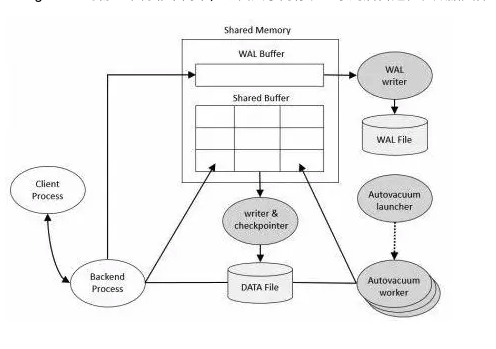 Shared Memory
WAL Buffer
WAL
writer
Shared Buffer
WAL File
Client
Process
Autovacuum
launcher
writer &
checkpointer
Backend
Process
DATA File
Autovacuum
worker